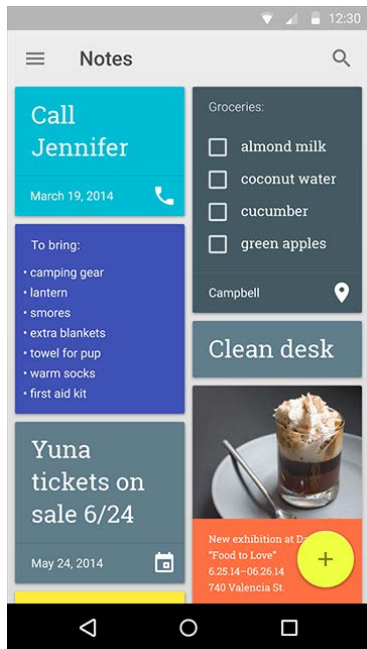 12:30
Notes
Call
Jennifer
March 19, 2014
To bring:
• camping gear
• lantern
• smores
• extra blankets
• towel for pup
• warm socks
• first aid kit
Yuna
tickets on
sale 6/24
May 24, 2014
Groceries:
almond milk
coconut water
cucumber
green apples
Campbell
Clean desk
New exhibition at
"Food to Love"
6.25.14–06.26.14
740 Valencia St.